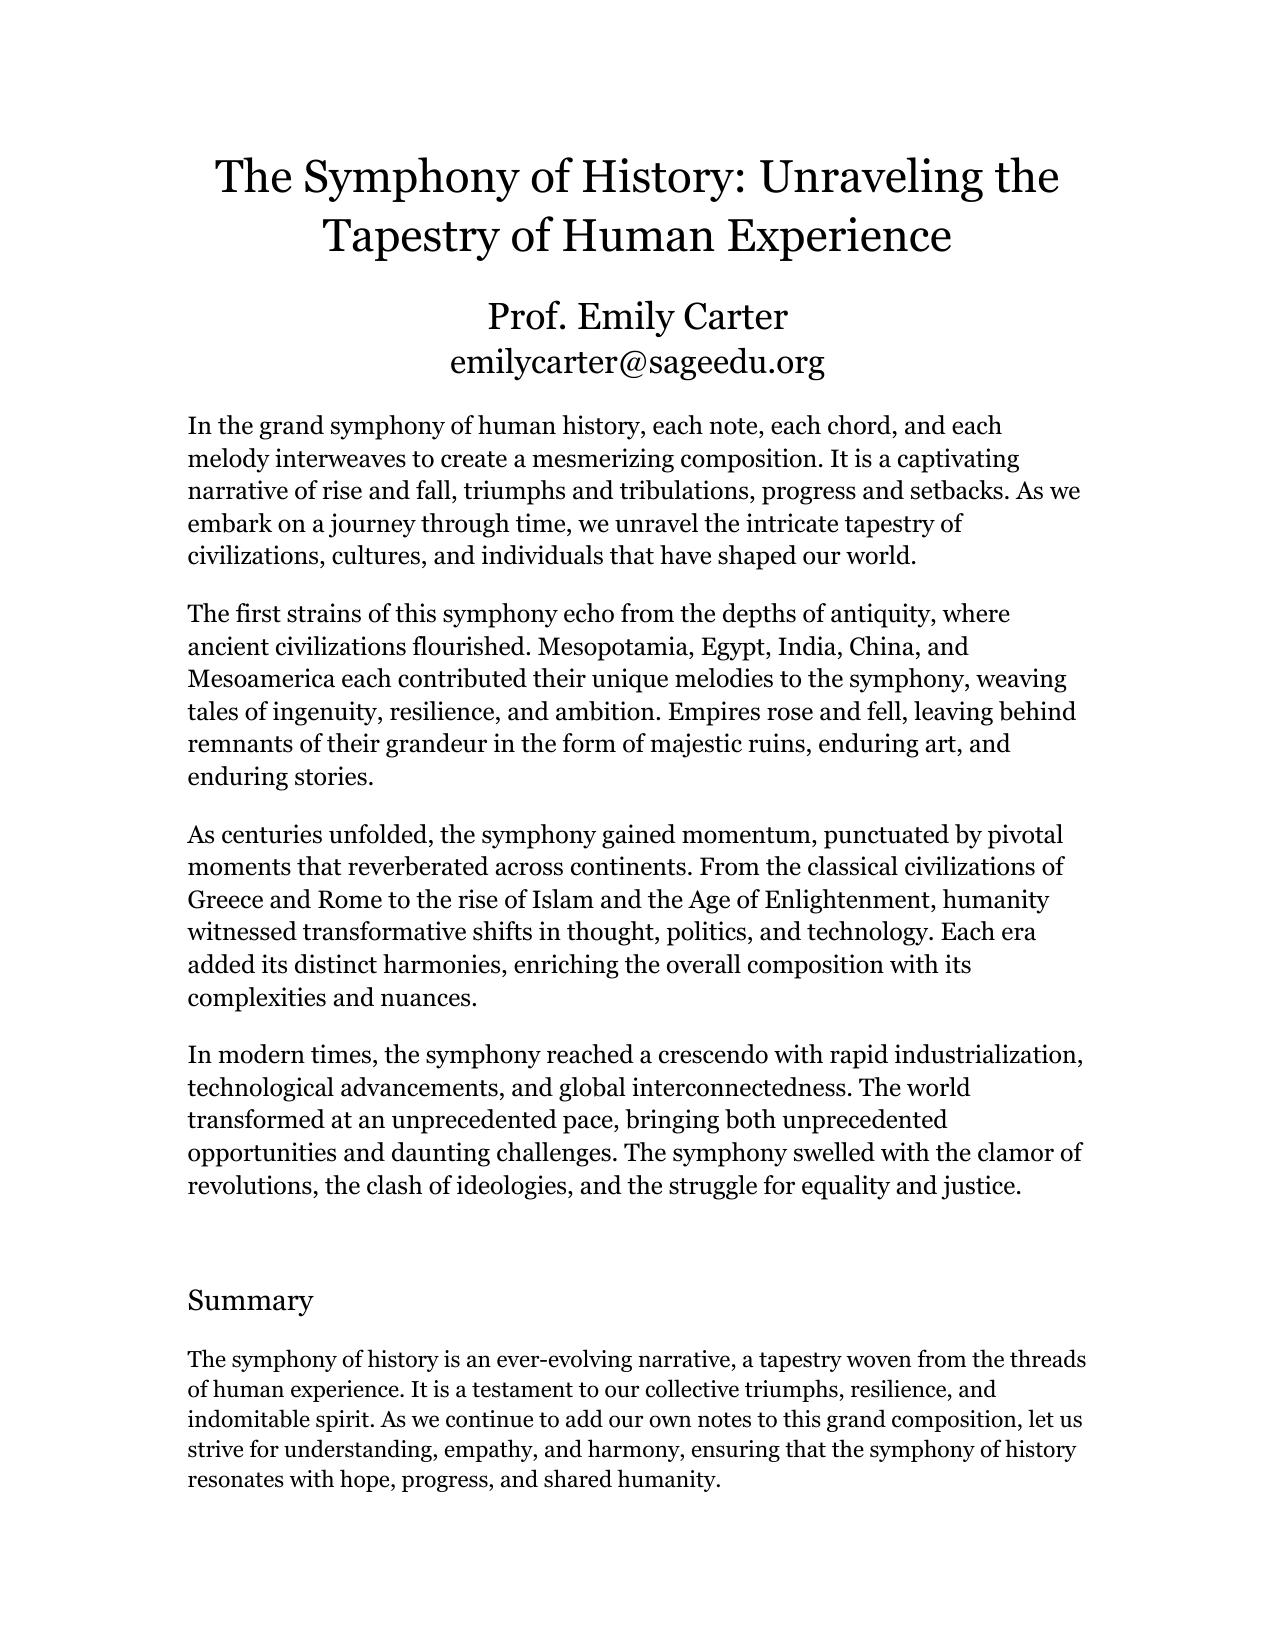 The Symphony of History: Unraveling the
Tapestry of Human Experience
Prof. Emily Carter
emilycarter@sageedu.org
In the grand symphony of human history, each note, each chord, and each
melody interweaves to create a mesmerizing composition. It is a captivating
narrative of rise and fall, triumphs and tribulations, progress and setbacks. As we
embark on a journey through time, we unravel the intricate tapestry of
civilizations, cultures, and individuals that have shaped our world.
The first strains of this symphony echo from the depths of antiquity, where
ancient civilizations flourished. Mesopotamia, Egypt, India, China, and
Mesoamerica each contributed their unique melodies to the symphony, weaving
tales of ingenuity, resilience, and ambition. Empires rose and fell, leaving behind
remnants of their grandeur in the form of majestic ruins, enduring art, and
enduring stories.
As centuries unfolded, the symphony gained momentum, punctuated by pivotal
moments that reverberated across continents. From the classical civilizations of
Greece and Rome to the rise of Islam and the Age of Enlightenment, humanity
witnessed transformative shifts in thought, politics, and technology. Each era
added its distinct harmonies, enriching the overall composition with its
complexities and nuances.
In modern times, the symphony reached a crescendo with rapid industrialization,
technological advancements, and global interconnectedness. The world
transformed at an unprecedented pace, bringing both unprecedented
opportunities and daunting challenges. The symphony swelled with the clamor of
revolutions, the clash of ideologies, and the struggle for equality and justice.
Summary
The symphony of history is an ever-evolving narrative, a tapestry woven from the threads
of human experience. It is a testament to our collective triumphs, resilience, and
indomitable spirit. As we continue to add our own notes to this grand composition, let us
strive for understanding, empathy, and harmony, ensuring that the symphony of history
resonates with hope, progress, and shared humanity.